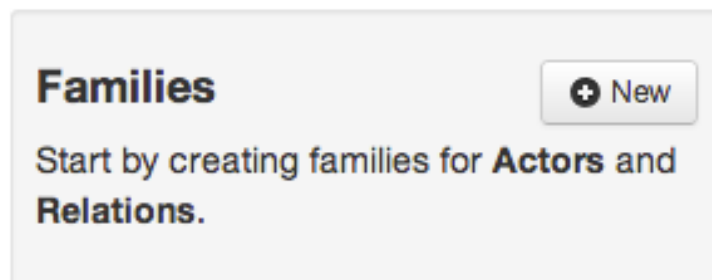 Families
New
Start by creating families for Actors and
Relations.